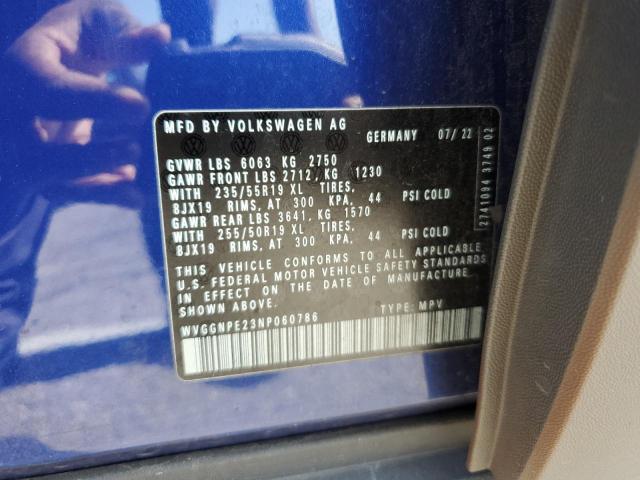 MFD BY VOLKSWAGEN AG GERMANY 07/ 22
GVWR LBS 6063 KG 2750
GAWR FRONT LBS 2712, KG 1230
WITH 235/55R19 XL TIRES,
8JX19 RIMS, AT 300 KPA, 44 PSI COLD
GAWR REAR LBS 3641, KG 1570
WITH 255/50R19 XL TIRES,
8JX19 RIMS, AT 300 KPA. 44 PSI COLD
THIS VEHICLE CONFORMS TO ALL APPLICABLE
U.S. FEDERAL MOTOR VEHICLE SAFETY STANDARDS
IN EFFECT ON THE DATE OF MANUFACTURE
SHOWN ABOVE.
WVGGNPE23NP060786 TYPE: MPV
2741094 3749 02